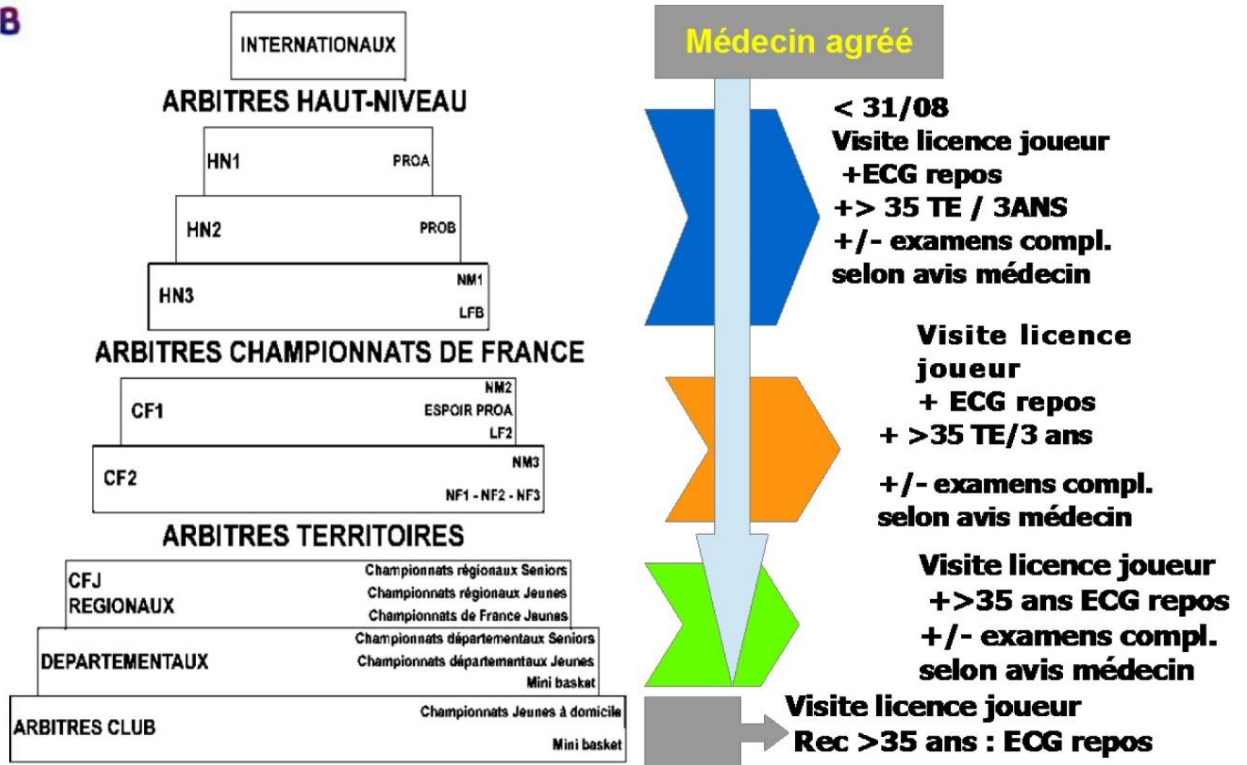 B
INTERNATIONAUX
ARBITRES HAUT-NIVEAU
HN1 PROA
HN2 PROB
HN3
NM1
LFB
ARBITRES CHAMPIONNATS DE FRANCE
CF1
NM2
ESPOIR PROA
LF2
CF2
NM3
NF1 - NF2 - NF3
ARBITRES TERRITOIRES
CFJ
REGIONAUX
Championnats régionaux Seniors
Championnats régionaux Jeunes
Championnats de France Jeunes
DEPARTEMENTAUX
Championnats départementaux Seniors
Championnats départementaux Jeunes
Mini basket
ARBITRES CLUB
Championnats Jeunes à domicile
Mini basket
Médecin agréé
< 31/08
Visite licence joueur
+ECG repos
+> 35 TE / 3ANS
+/- examens compl.
selon avis médecin
Visite licence
joueur
+ ECG repos
+ >35 TE/3 ans
+/- examens compl.
selon avis médecin
Visite licence joueur
+>35 ans ECG repos
+/- examens compl.
selon avis médecin
Visite licence joueur
Rec >35 ans : ECG repos